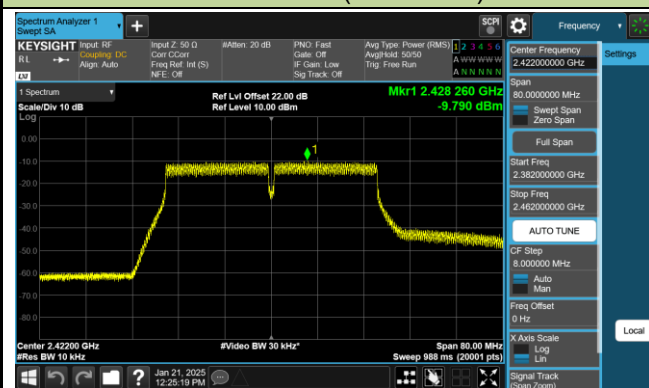 Spectrum Analyzer 1
Swept SA
SCPI
Frequency
KEYSIGHT
Input: RF
Coupling: DC
Align: Auto
Input Z: 50 Ω
Corr CCorr
Freq Ref: Int (S)
NFE: Off
#Atten: 20 dB
PNO: Fast
Gate: Off
IF Gain: Low
Sig Track: Off
Avg Type: Power (RMS)
Avg|Hold: 50/50
Trig: Free Run
1 2 3 4 5 6
A W W W W W
A N N N N N
R L
LXI
1 Spectrum
Scale/Div 10 dB
Log
Ref Lvl Offset 22.00 dB
Ref Level 10.00 dBm
Mkr1 2.428 260 GHz
-9.790 dBm
1
0.00
-10.0
-20.0
-30.0
-40.0
-50.0
-60.0
-70.0
-80.0
Center 2.42200 GHz
#Res BW 10 kHz
#Video BW 30 kHz*
Span 80.00 MHz
Sweep 988 ms (20001 pts)
Jan 21, 2025
12:25:19 PM
Center Frequency
2.422000000 GHz
Span
80.0000000 MHz
Swept Span
Zero Span
Full Span
Start Freq
2.382000000 GHz
Stop Freq
2.462000000 GHz
AUTO TUNE
CF Step
8.000000 MHz
Auto
Man
Freq Offset
0 Hz
X Axis Scale
Log
Lin
Signal Track
(Span Zoom)
Settings
Local